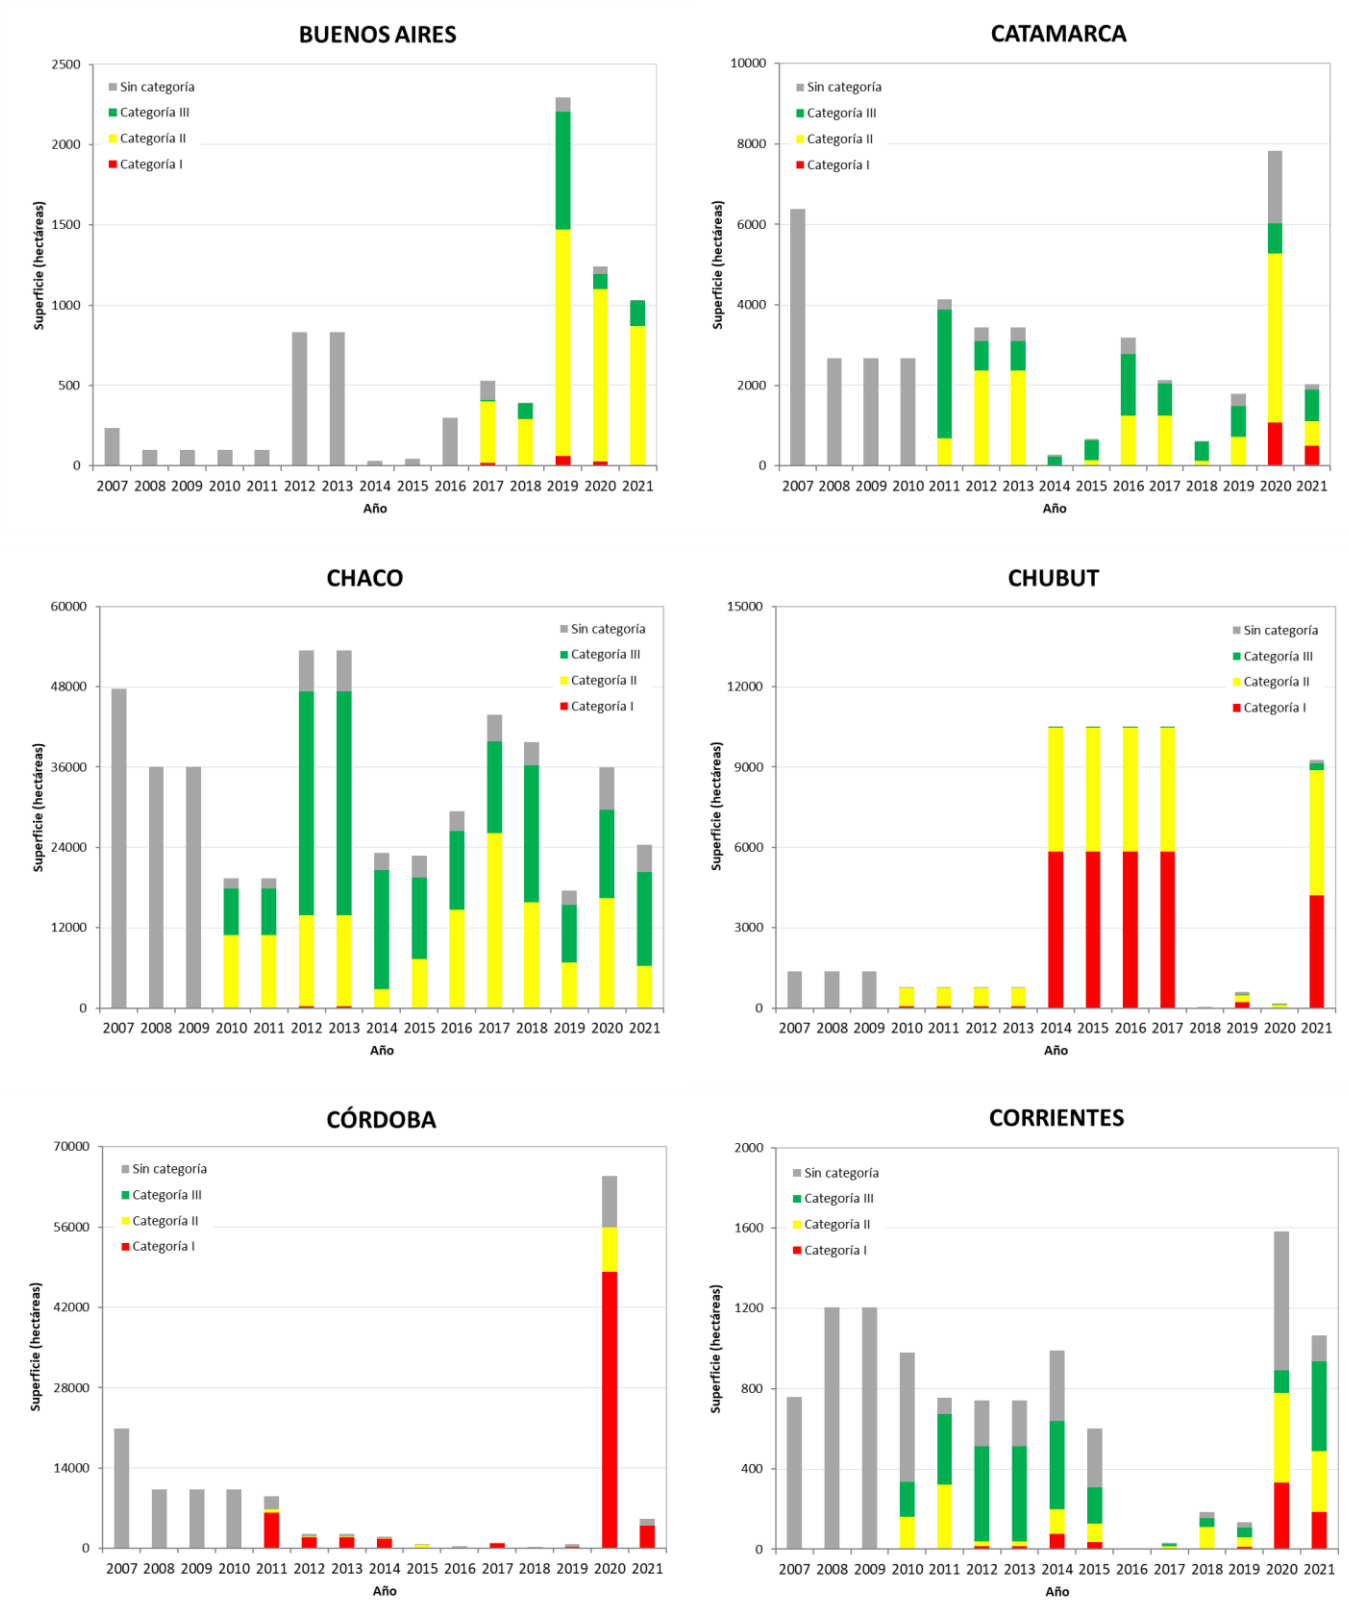 BUENOS AIRES
2500
2000
1500
1000
500
0
Superficie (hectáreas)
Sin categoría
Categoría III
Categoría II
Categoría I
2007 2008 2009 2010 2011 2012 2013 2014 2015 2016 2017 2018 2019 2020 2021
Año
CATAMARCA
10000
8000
6000
4000
2000
0
Superficie (hectáreas)
Sin categoría
Categoría III
Categoría II
Categoría I
2007 2008 2009 2010 2011 2012 2013 2014 2015 2016 2017 2018 2019 2020 2021
Año
CHACO
60000
48000
36000
24000
12000
0
Superficie (hectáreas)
Sin categoría
Categoría III
Categoría II
Categoría I
2007 2008 2009 2010 2011 2012 2013 2014 2015 2016 2017 2018 2019 2020 2021
Año
CHUBUT
15000
12000
9000
6000
3000
0
Superficie (hectáreas)
Sin categoría
Categoría III
Categoría II
Categoría I
2007 2008 2009 2010 2011 2012 2013 2014 2015 2016 2017 2018 2019 2020 2021
Año
CÓRDOBA
70000
56000
42000
28000
14000
0
Superficie (hectáreas)
Sin categoría
Categoría III
Categoría II
Categoría I
2007 2008 2009 2010 2011 2012 2013 2014 2015 2016 2017 2018 2019 2020 2021
Año
CORRIENTES
2000
1600
1200
800
400
0
Superficie (hectáreas)
Sin categoría
Categoría III
Categoría II
Categoría I
2007 2008 2009 2010 2011 2012 2013 2014 2015 2016 2017 2018 2019 2020 2021
Año